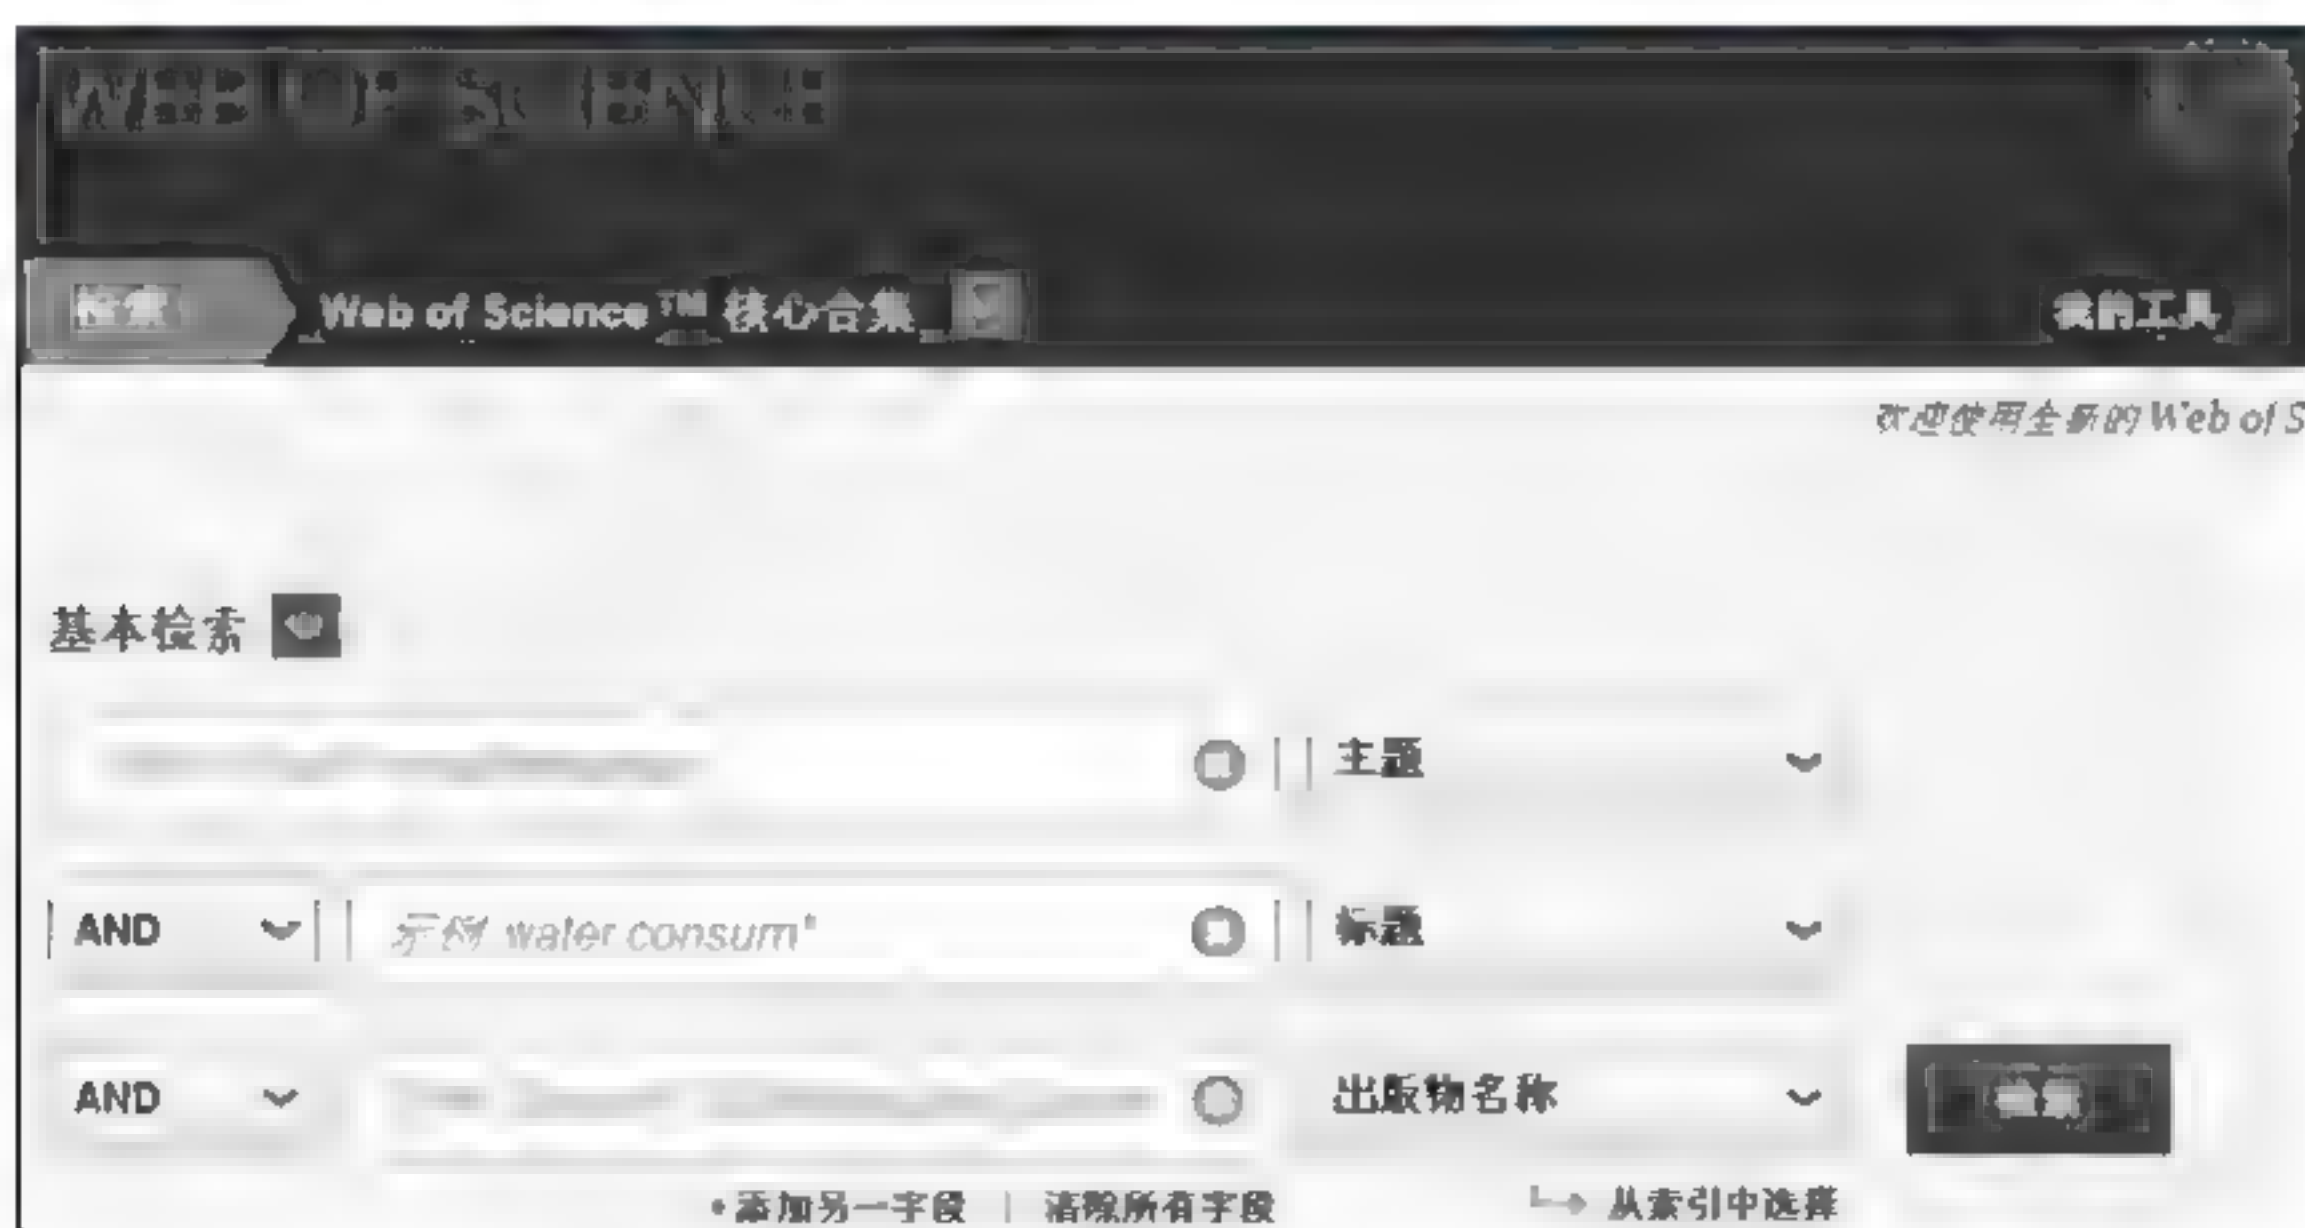 WEB OF SCIENCE
检索 Web of Science™ 核心合集 我的工具
欢迎使用全新的 Web of S
基本检索
主题
AND 示例 water consum* 标题
AND 出版物名称
添加另一字段 | 清除所有字段 从索引中选择